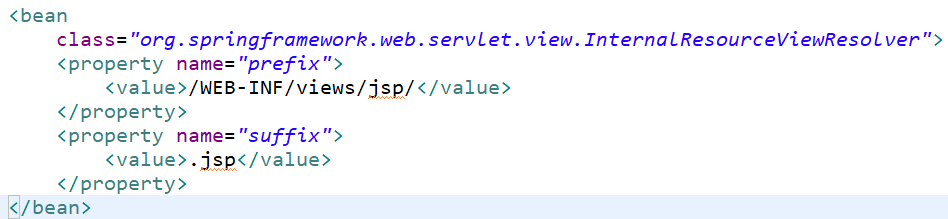 <bean
    class="org.springframework.web.servlet.view.InternalResourceViewResolver">
    <property name="prefix">
        <value>/WEB-INF/views/jsp/</value>
    </property>
    <property name="suffix">
        <value>.jsp</value>
    </property>
</bean>